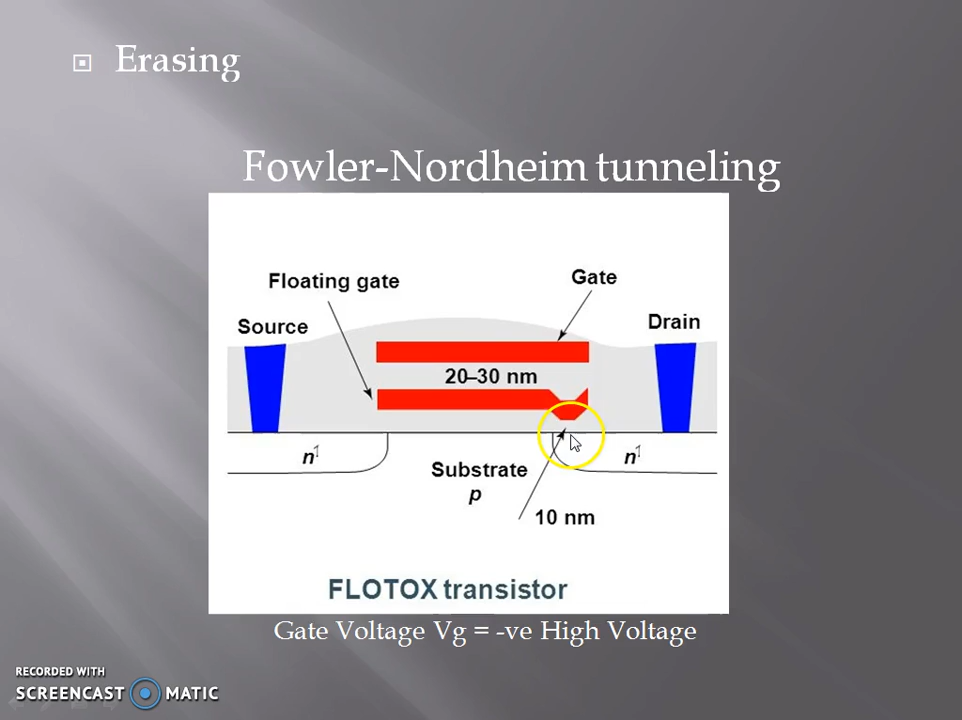 Erasing
Fowler-Nordheim tunneling
Floating gate
Gate
Source
Drain
20–30 nm
n
Substrate
p
n
10 nm
FLOTOX transistor
Gate Voltage Vg = -ve High Voltage
RECORDED WITH
SCREENCAST MATIC